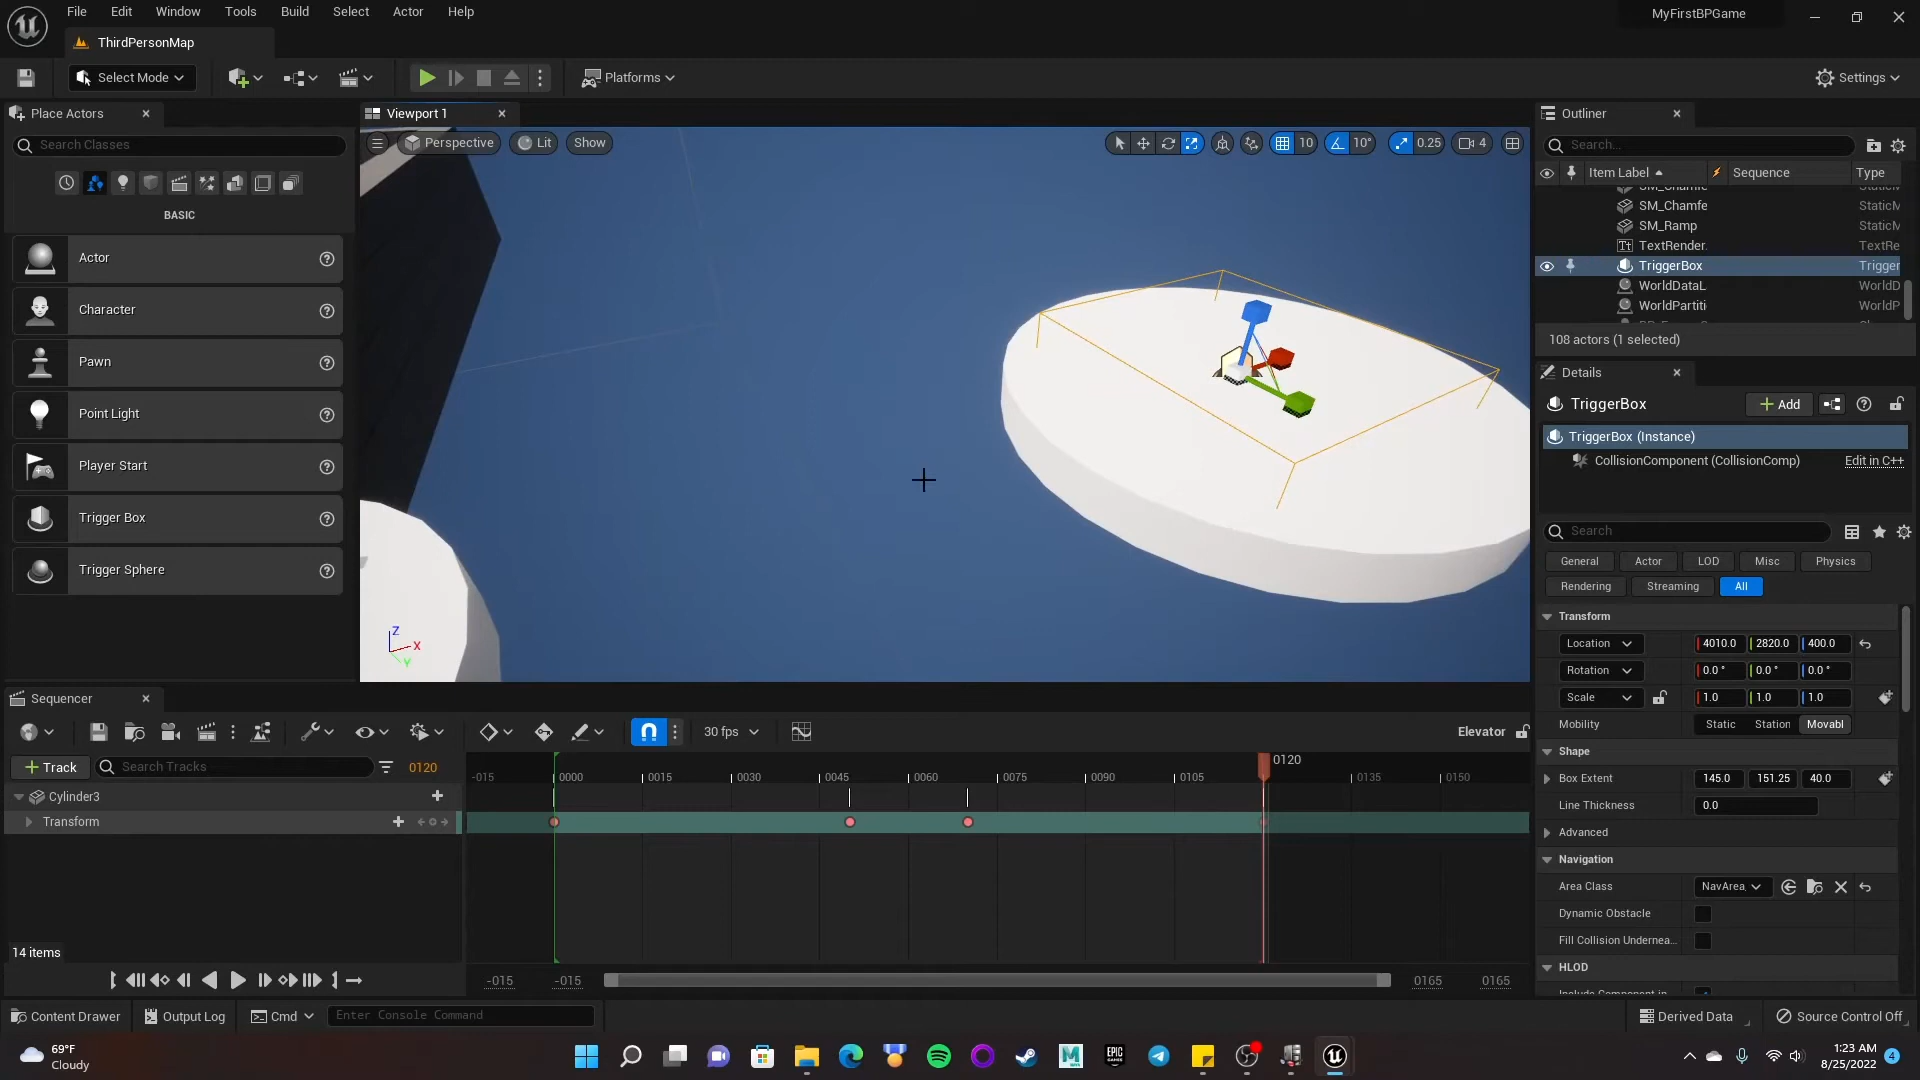 File Edit Window Tools Build Select Actor Help
MyFirstBPGame
ThirdPersonMap
Select Mode
Platforms
Settings
Place Actors
Viewport 1
Outliner
Search Classes
Perspective Lit Show
10 10° 0.25 4
Search...
Item Label Sequence Type
BASIC
SM_Chamfe StaticM
SM_Chamfe StaticM
SM_Ramp StaticM
TextRender TextRe
TriggerBox Trigger
WorldDataL WorldD
WorldPartiti WorldP
108 actors (1 selected)
Actor
Character
Pawn
Point Light
Player Start
Trigger Box
Trigger Sphere
Details
TriggerBox
Add
TriggerBox (Instance)
CollisionComponent (CollisionComp) Edit in C++
Search
General Actor LOD Misc Physics
Rendering Streaming All
Transform
Location 4010.0 2820.0 400.0
Rotation 0.0° 0.0° 0.0°
Scale 1.0 1.0 1.0
Mobility Static Station Movabl
Shape
Box Extent 145.0 151.25 40.0
Line Thickness 0.0
Advanced
Navigation
Area Class NavArea
Dynamic Obstacle
Fill Collision Undernea...
HLOD
Z
X
Y
Sequencer
30 fps
Elevator
+ Track
Search Tracks
0120
-015 0000 0015 0030 0045 0060 0075 0090 0105 0120 0135 0150
Cylinder3
Transform
14 items
-015 -015 0165 0165
Content Drawer Output Log Cmd Enter Console Command
Derived Data Source Control Off
69°F
Cloudy
EPIC
GAMES
1:23 AM
8/25/2022
4